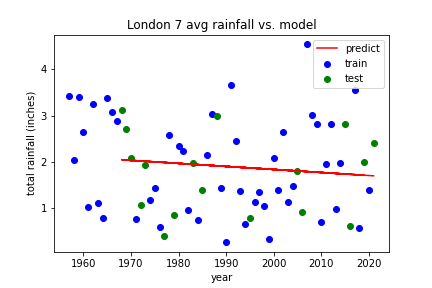 London 7 avg rainfall vs. model
predict
train
test
total rainfall (inches)
4
3
2
1
1960 1970 1980 1990 2000 2010 2020
year